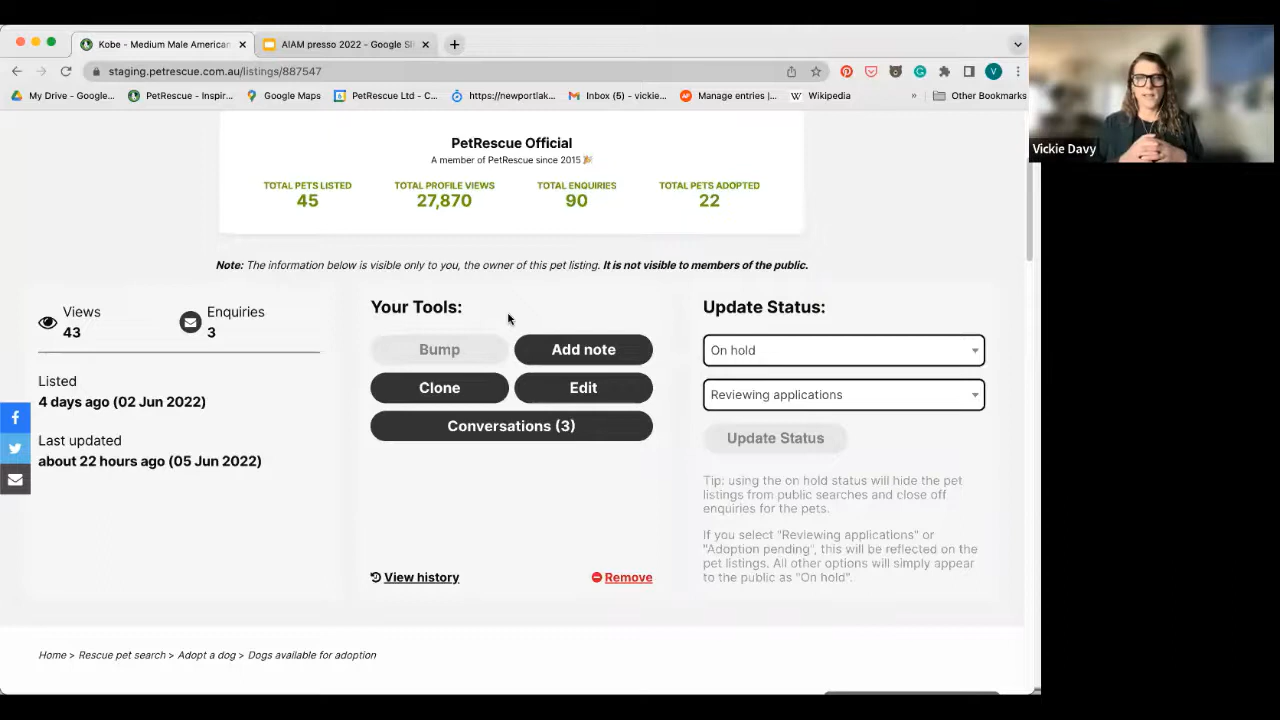 Kobe - Medium Male American
AIAM presso 2022 - Google Sl
staging.petrescue.com.au/listings/887547
V
My Drive - Google...
PetRescue - Inspir...
Google Maps
PetRescue Ltd - C...
https://newportlak...
Inbox (5) - vickie...
Manage entries |...
Wikipedia
»
Other Bookmarks
Vickie Davy
PetRescue Official
A member of PetRescue since 2015 🎉
TOTAL PETS LISTED
45
TOTAL PROFILE VIEWS
27,870
TOTAL ENQUIRIES
90
TOTAL PETS ADOPTED
22
Note: The information below is visible only to you, the owner of this pet listing. It is not visible to members of the public.
Views
43
Enquiries
3
Listed
4 days ago (02 Jun 2022)
Last updated
about 22 hours ago (05 Jun 2022)
Your Tools:
Bump
Add note
Clone
Edit
Conversations (3)
View history
Remove
Update Status:
On hold
Reviewing applications
Update Status
Tip: using the on hold status will hide the pet
listings from public searches and close off
enquiries for the pets.
If you select "Reviewing applications" or
"Adoption pending", this will be reflected on the
pet listings. All other options will simply appear
to the public as "On hold".
Home > Rescue pet search > Adopt a dog > Dogs available for adoption